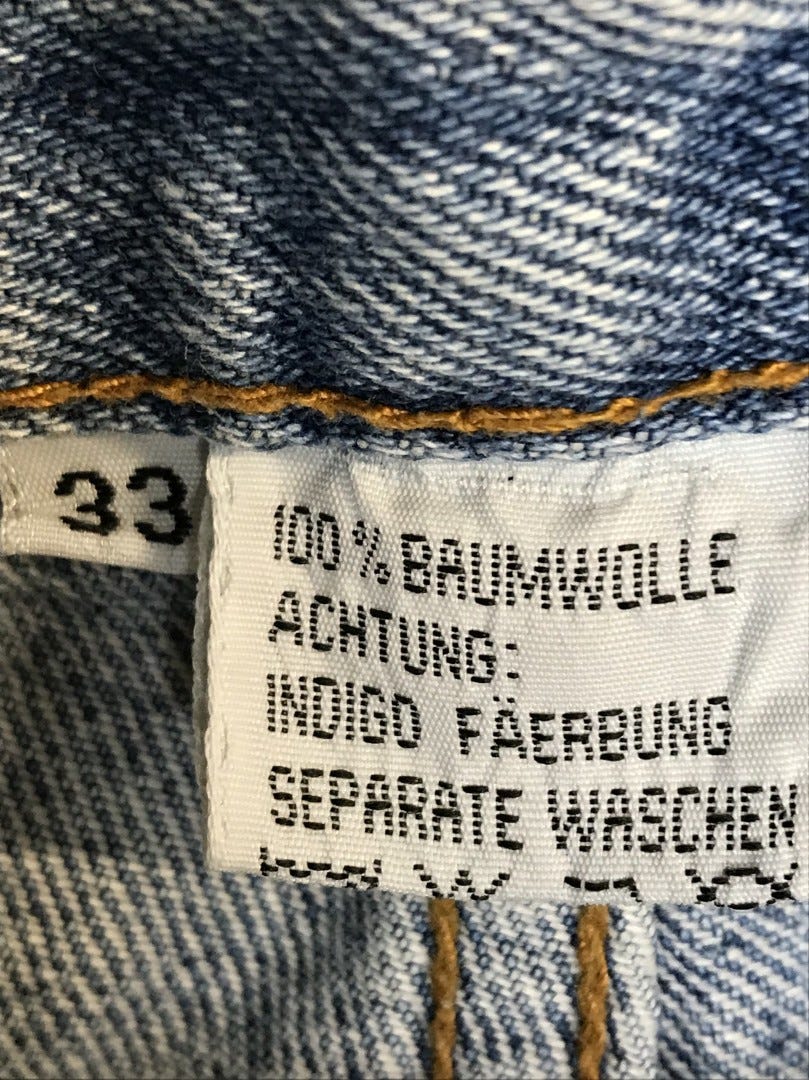 33
100% BAUMWOLLE
ACHTUNG:
INDIGO FÄERBUNG
SEPARATE WASCHEN